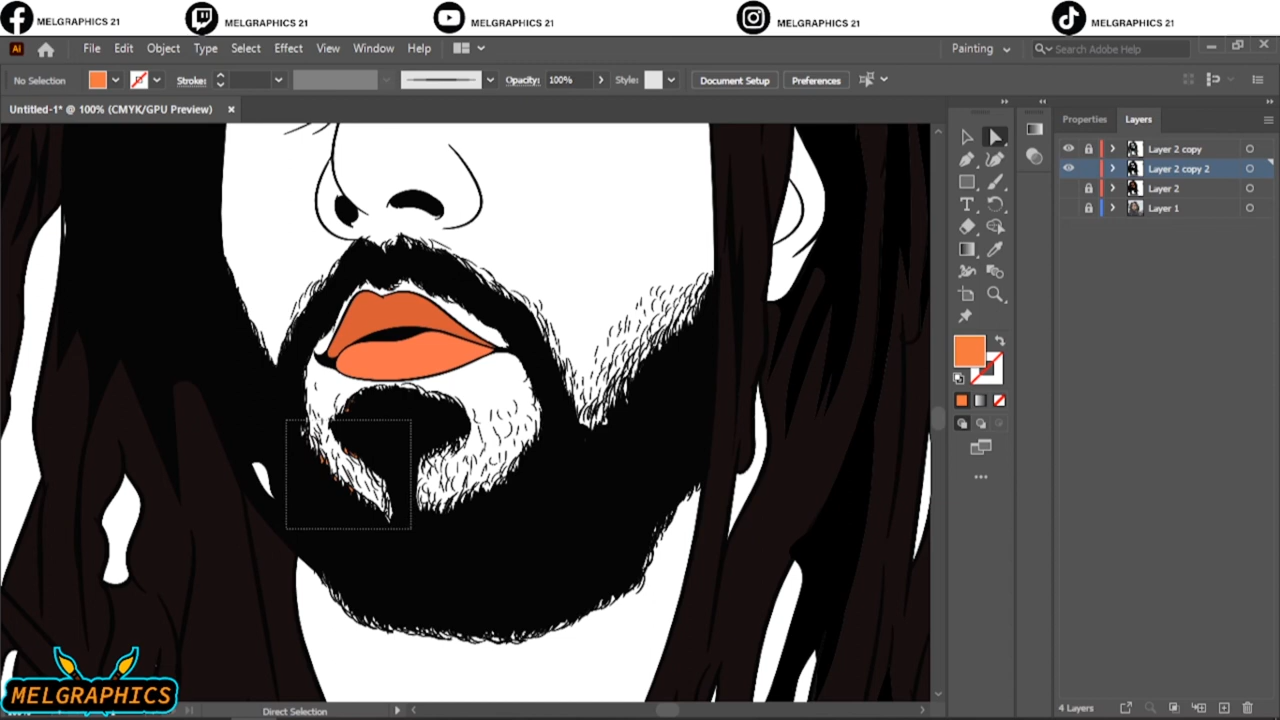 MELGRAPHICS 21 MELGRAPHICS 21 MELGRAPHICS 21 MELGRAPHICS 21 MELGRAPHICS 21
Ai File Edit Object Type Select Effect View Window Help Painting Search Adobe Help
No Selection Stroke: Opacity: 100% Style: Document Setup Preferences
Untitled-1* @ 100% (CMYK/GPU Preview)
Properties Layers
Layer 2 copy
Layer 2 copy 2
Layer 2
Layer 1
MELGRAPHICS
Direct Selection
4 Layers